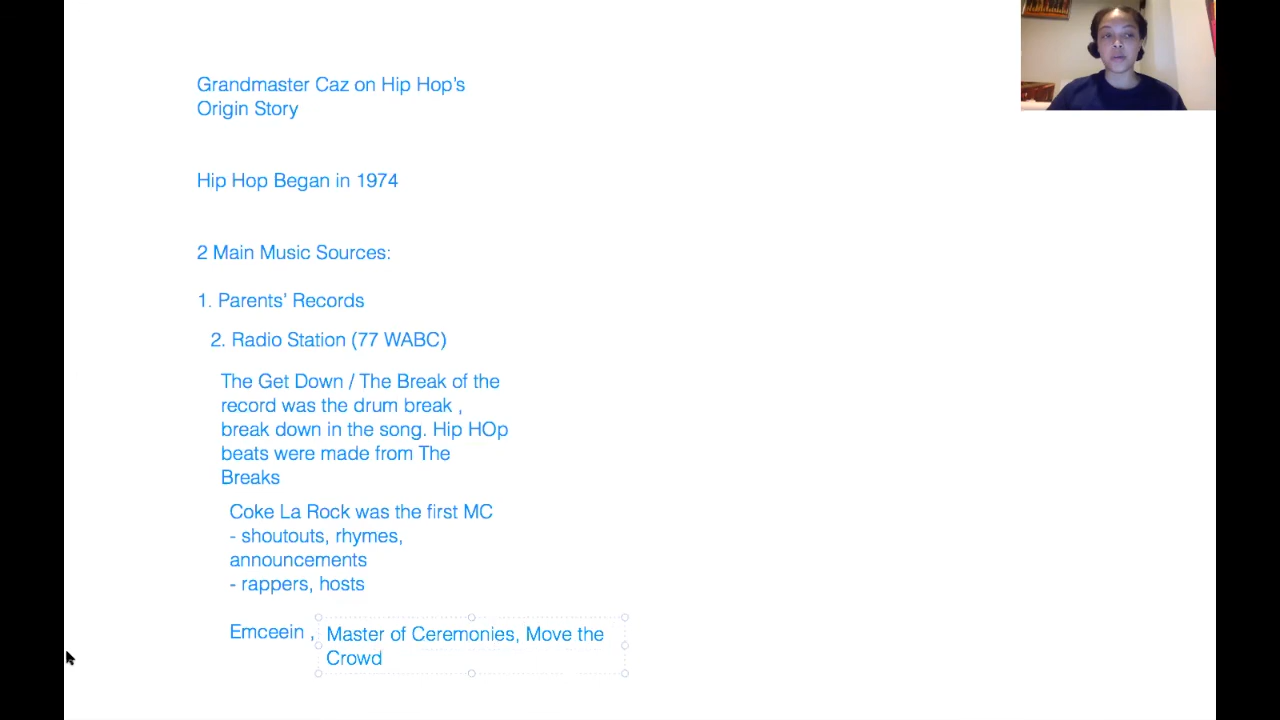 Grandmaster Caz on Hip Hop's
Origin Story
Hip Hop Began in 1974
2 Main Music Sources:
1. Parents' Records
2. Radio Station (77 WABC)
The Get Down / The Break of the
record was the drum break ,
break down in the song. Hip HOp
beats were made from The
Breaks
Coke La Rock was the first MC
- shoutouts, rhymes,
announcements
- rappers, hosts
Emceein ,
Master of Ceremonies, Move the
Crowd